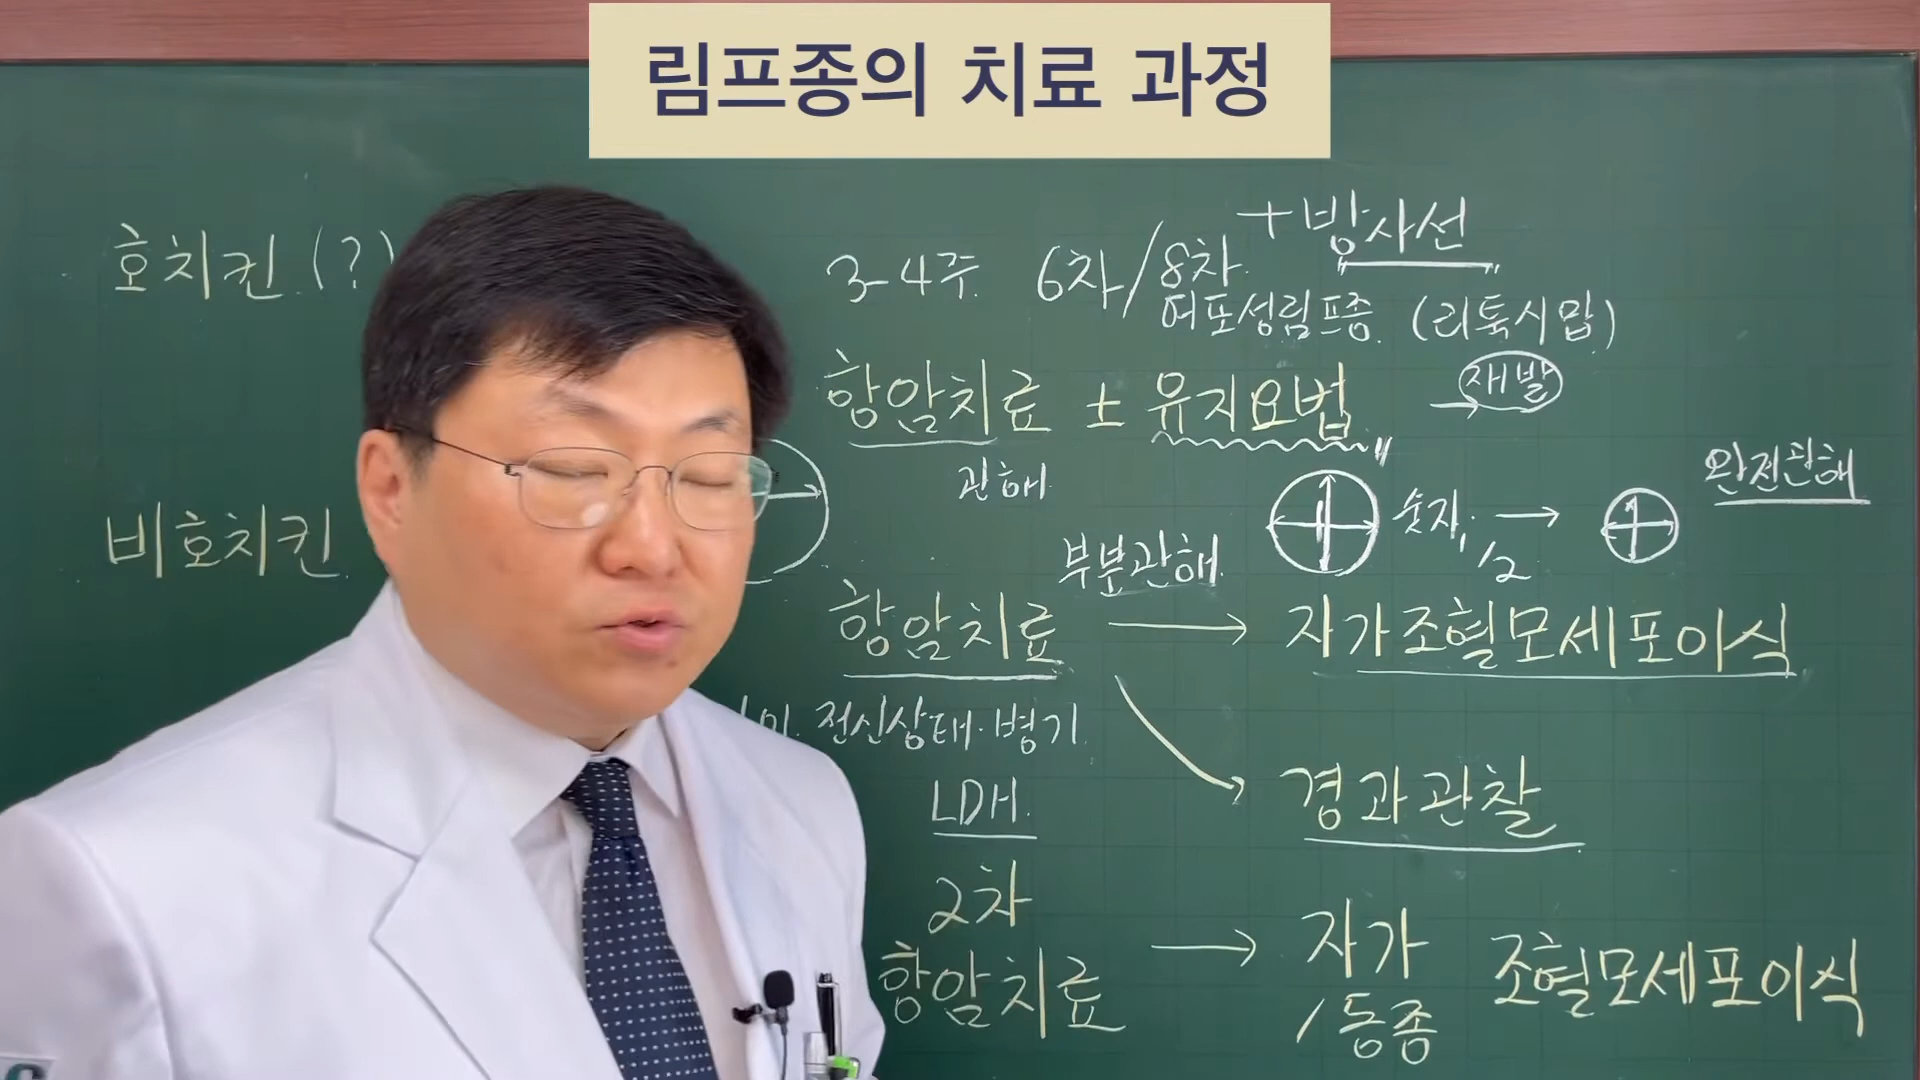 림프종의 치료 과정
호치킨 (?)
+방사선
3-4주 6차/8차
여포성림프종 (리툭시맙)
항암치료 ± 유지요법 → 재발
관해
완전관해
숫자, 1/2 →
비호치킨
부분관해
항암치료 → 자가조혈모세포이식
전신상태·병기
LDH.
경과관찰
2차
항암치료 → 자가/동종 조혈모세포이식